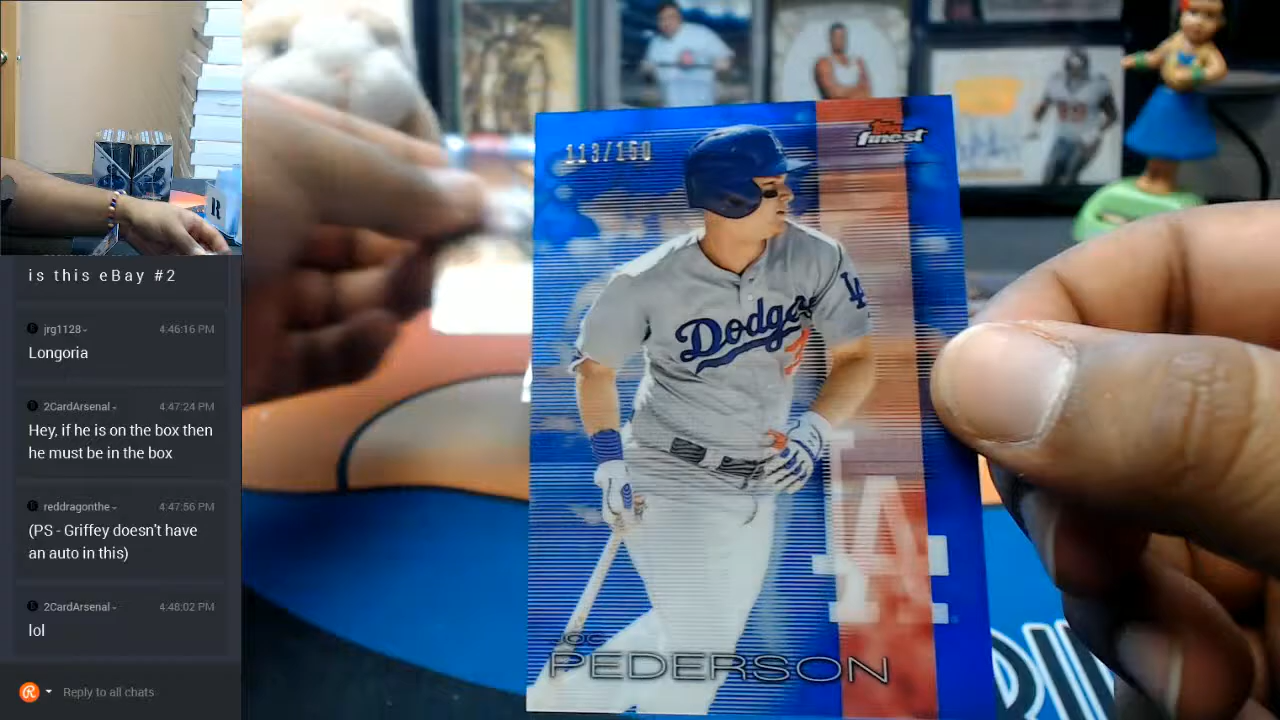 is this eBay #2
jrg1128
4:46:16 PM
Longoria
2CardArsenal
4:47:24 PM
Hey, if he is on the box then
he must be in the box
reddragonthe
4:47:56 PM
(PS - Griffey doesn't have
an auto in this)
2CardArsenal
4:48:02 PM
lol
Reply to all chats
113/150
Topps
finest
Dodgers
LA
LA
JOC
PEDERSON
R